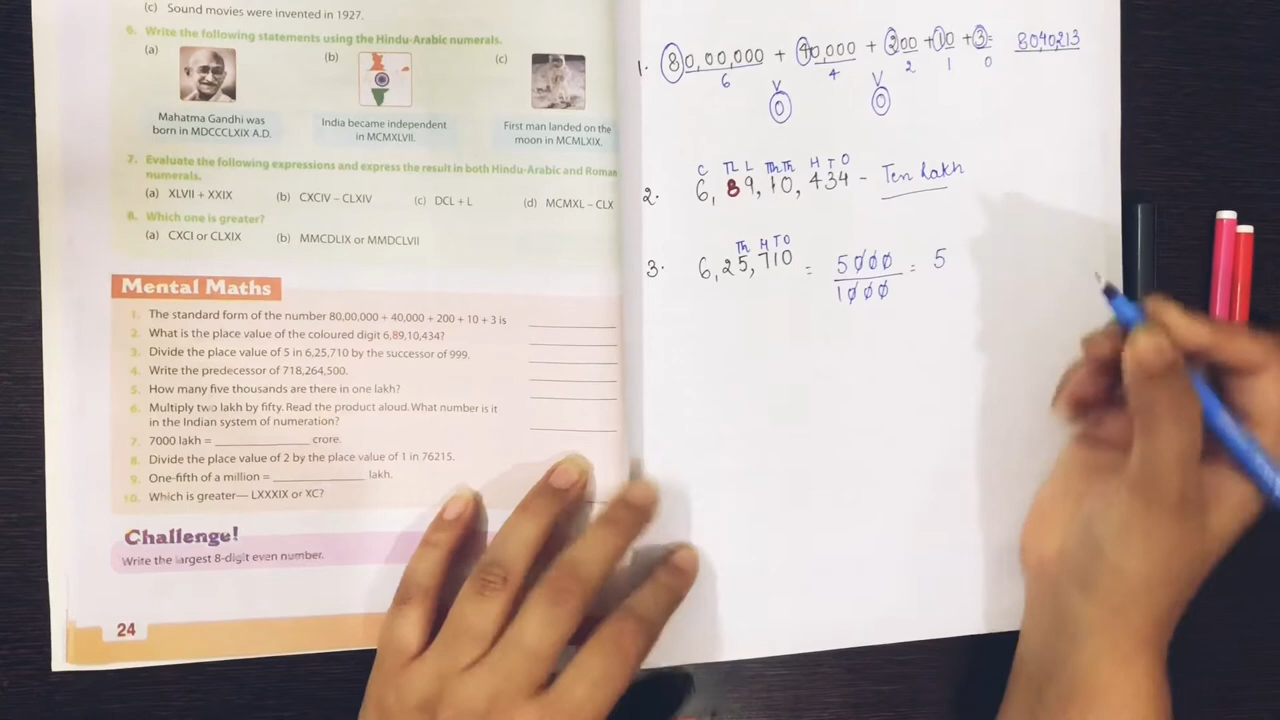 (c) Sound movies were invented in 1927.
6. Write the following statements using the Hindu-Arabic numerals.
(a)
(b)
(c)
Mahatma Gandhi was
born in MDCCCLXIX A.D.
India became independent
in MCMXLVII.
First man landed on the
moon in MCMLXIX.
7. Evaluate the following expressions and express the result in both Hindu-Arabic and Roman
numerals.
(a) XLVII + XXIX (b) CXCIV – CLXIV (c) DCL + L (d) MCMXL – CLX
8. Which one is greater?
(a) CXCI or CLXIX (b) MMCDLIX or MMDCLVII
Mental Maths
1. The standard form of the number 80,00,000 + 40,000 + 200 + 10 + 3 is
2. What is the place value of the coloured digit 6,89,10,434?
3. Divide the place value of 5 in 6,25,710 by the successor of 999.
4. Write the predecessor of 718,264,500.
5. How many five thousands are there in one lakh?
6. Multiply two lakh by fifty. Read the product aloud. What number is it
in the Indian system of numeration?
7. 7000 lakh = ____________ crore.
8. Divide the place value of 2 by the place value of 1 in 76215.
9. One-fifth of a million = ____________ lakh.
10. Which is greater— LXXXIX or XC?
Challenge!
Write the largest 8-digit even number.
24
1. 80,00,000 + 40,000 + 200 + 10 + 3 = 8040213
6 4 2 1 0
0 0
C TL L TTh Th H T O
2. 6,89,10,434 – Ten Lakh
Th H T O
3. 6,25,710 = 5000 = 5
1000